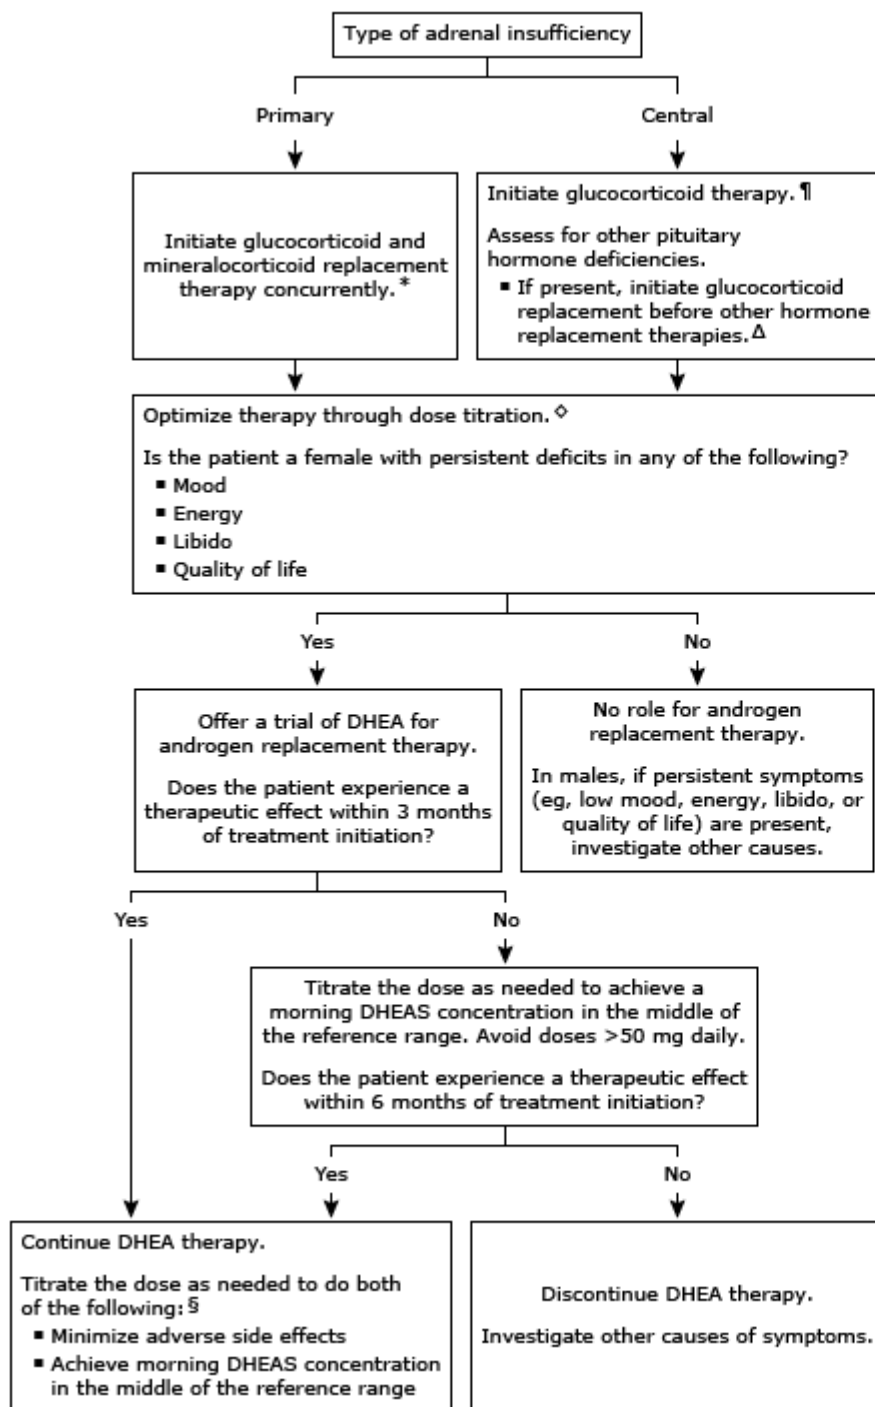 Type of adrenal insufficiency
Primary
Central
Initiate glucocorticoid and
mineralocorticoid replacement
therapy concurrently.*
Initiate glucocorticoid therapy.¶
Assess for other pituitary
hormone deficiencies.
▪ If present, initiate glucocorticoid
replacement before other hormone
replacement therapies.Δ
Optimize therapy through dose titration.◇
Is the patient a female with persistent deficits in any of the following?
▪ Mood
▪ Energy
▪ Libido
▪ Quality of life
Yes
No
Offer a trial of DHEA for
androgen replacement therapy.
Does the patient experience a
therapeutic effect within 3 months
of treatment initiation?
No role for androgen
replacement therapy.
In males, if persistent symptoms
(eg, low mood, energy, libido, or
quality of life) are present,
investigate other causes.
Yes
No
Titrate the dose as needed to achieve a
morning DHEAS concentration in the middle of
the reference range. Avoid doses >50 mg daily.
Does the patient experience a therapeutic effect
within 6 months of treatment initiation?
Yes
No
Continue DHEA therapy.
Titrate the dose as needed to do both
of the following:§
▪ Minimize adverse side effects
▪ Achieve morning DHEAS concentration
in the middle of the reference range
Discontinue DHEA therapy.
Investigate other causes of symptoms.